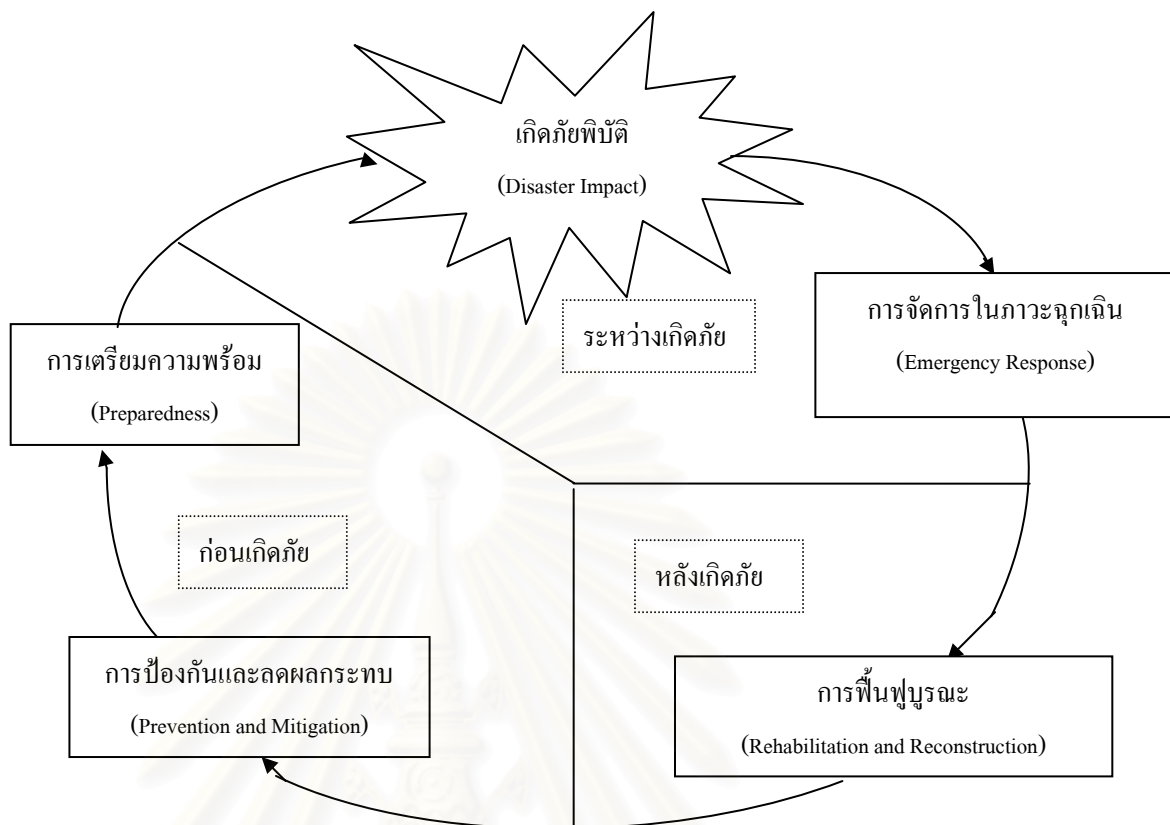 เกิดภัยพิบัติ
(Disaster Impact)
การจัดการในภาวะฉุกเฉิน
(Emergency Response)
ระหว่างเกิดภัย
การเตรียมความพร้อม
(Preparedness)
ก่อนเกิดภัย
หลังเกิดภัย
การป้องกันและลดผลกระทบ
(Prevention and Mitigation)
การฟื้นฟูบูรณะ
(Rehabilitation and Reconstruction)